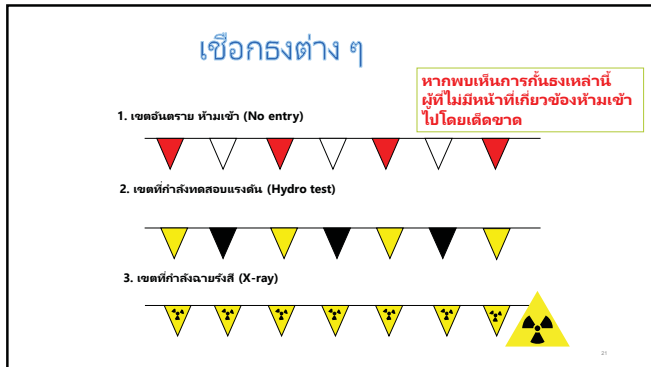 เชือกธงต่าง ๆ
หากพบเห็นการกั้นธงเหล่านี้
ผู้ที่ไม่มีหน้าที่เกี่ยวข้องห้ามเข้า
ไปโดยเด็ดขาด
1. เขตอันตราย ห้ามเข้า (No entry)
2. เขตที่กำลังทดสอบแรงดัน (Hydro test)
3. เขตที่กำลังฉายรังสี (X-ray)
21